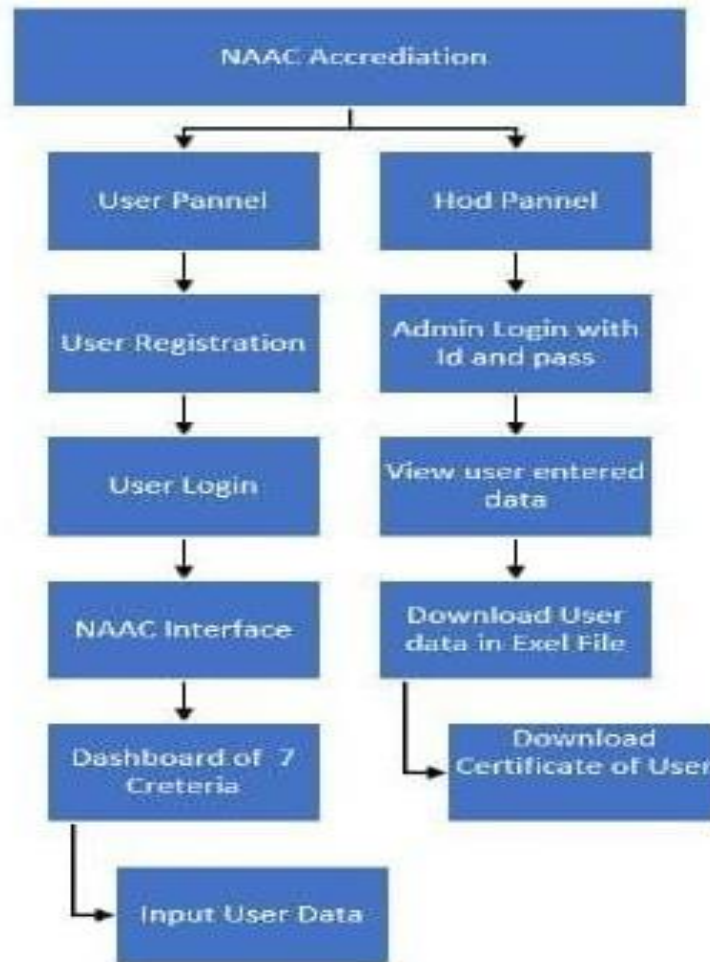 NAAC Accrediation
User Pannel
Hod Pannel
User Registration
Admin Login with
Id and pass
User Login
View user entered
data
NAAC Interface
Download User
data in Exel File
Dashboard of 7
Creteria
Download
Certificate of User
Input User Data